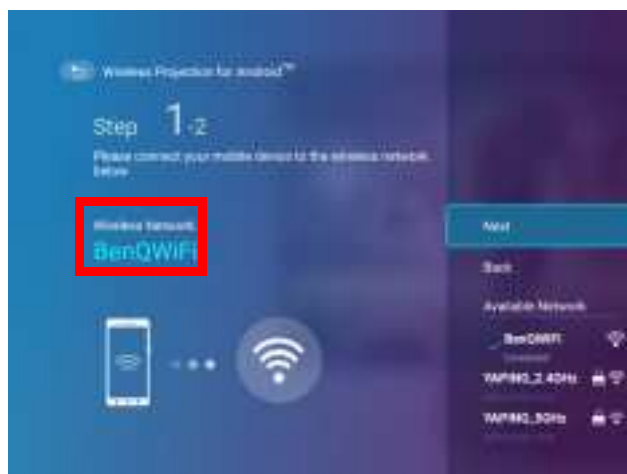 Wireless Projection for Android™
Step 1-2
Please connect your mobile device to the wireless network
below
Wireless Network:
BenQWiFi
Next
Back
Available Network
BenQWiFi
Connected
YAPING_2.4GHz
YAPING_5GHz